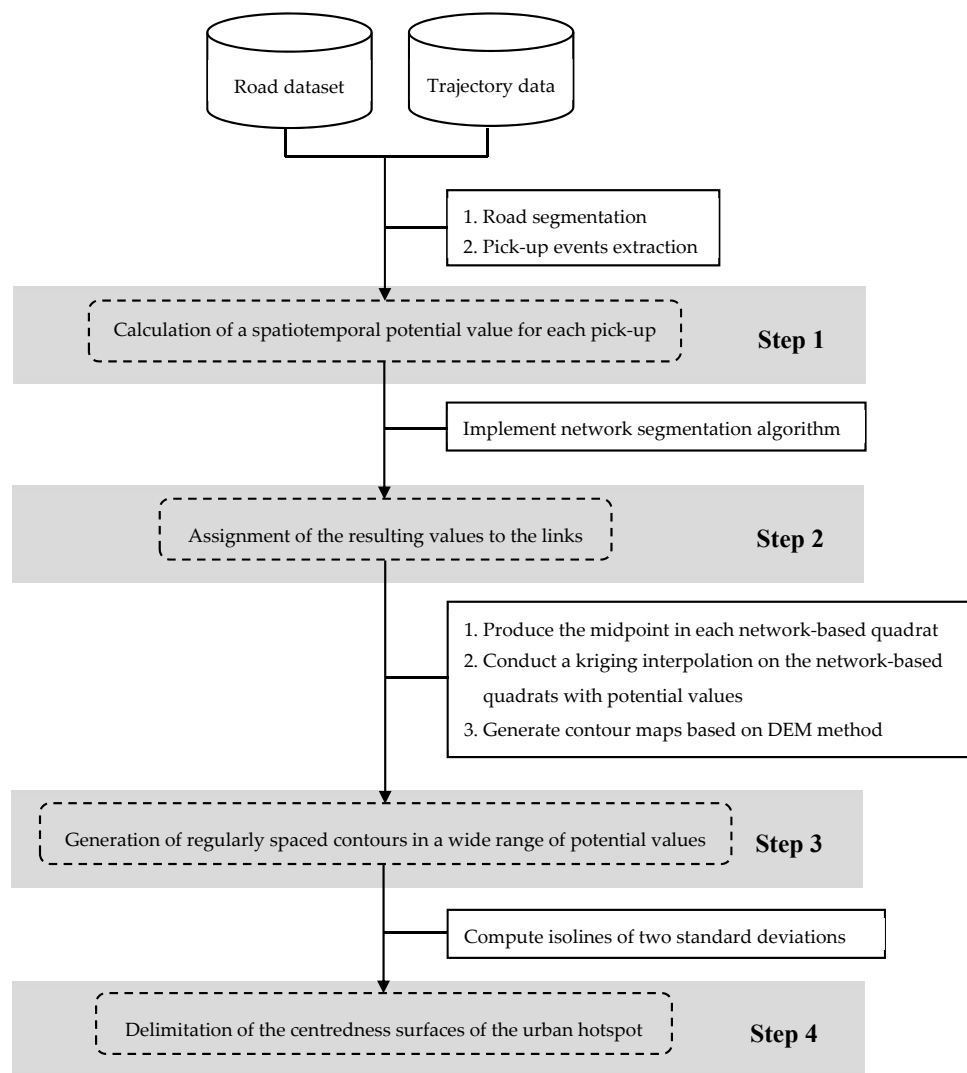 Road dataset
Trajectory data
1. Road segmentation
2. Pick-up events extraction
Calculation of a spatiotemporal potential value for each pick-up
Step 1
Implement network segmentation algorithm
Assignment of the resulting values to the links
Step 2
1. Produce the midpoint in each network-based quadrat
2. Conduct a kriging interpolation on the network-based
quadrats with potential values
3. Generate contour maps based on DEM method
Generation of regularly spaced contours in a wide range of potential values
Step 3
Compute isolines of two standard deviations
Delimitation of the centredness surfaces of the urban hotspot
Step 4